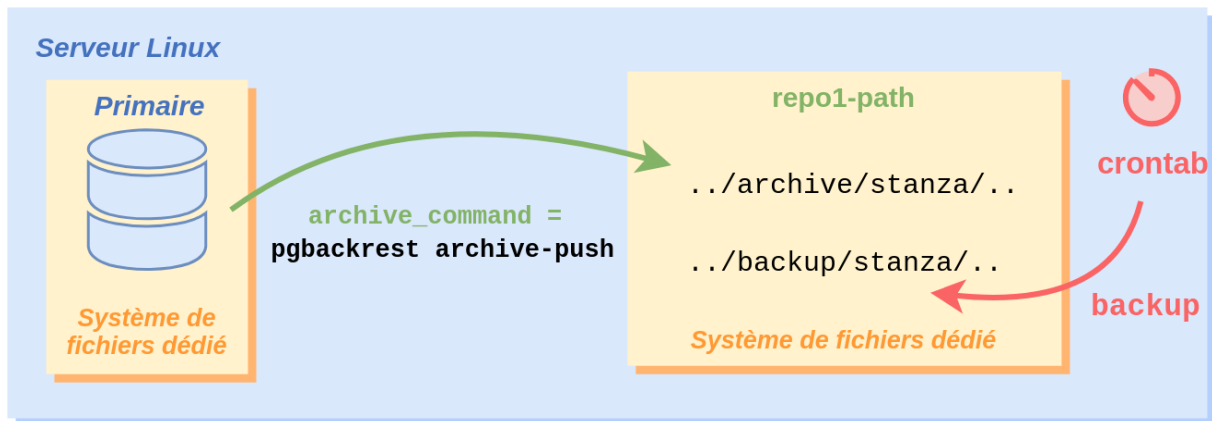 Serveur Linux
Primaire
Système de
fichiers dédié
archive_command =
pgbackrest archive-push
repo1-path
../archive/stanza/..
../backup/stanza/..
Système de fichiers dédié
crontab
backup